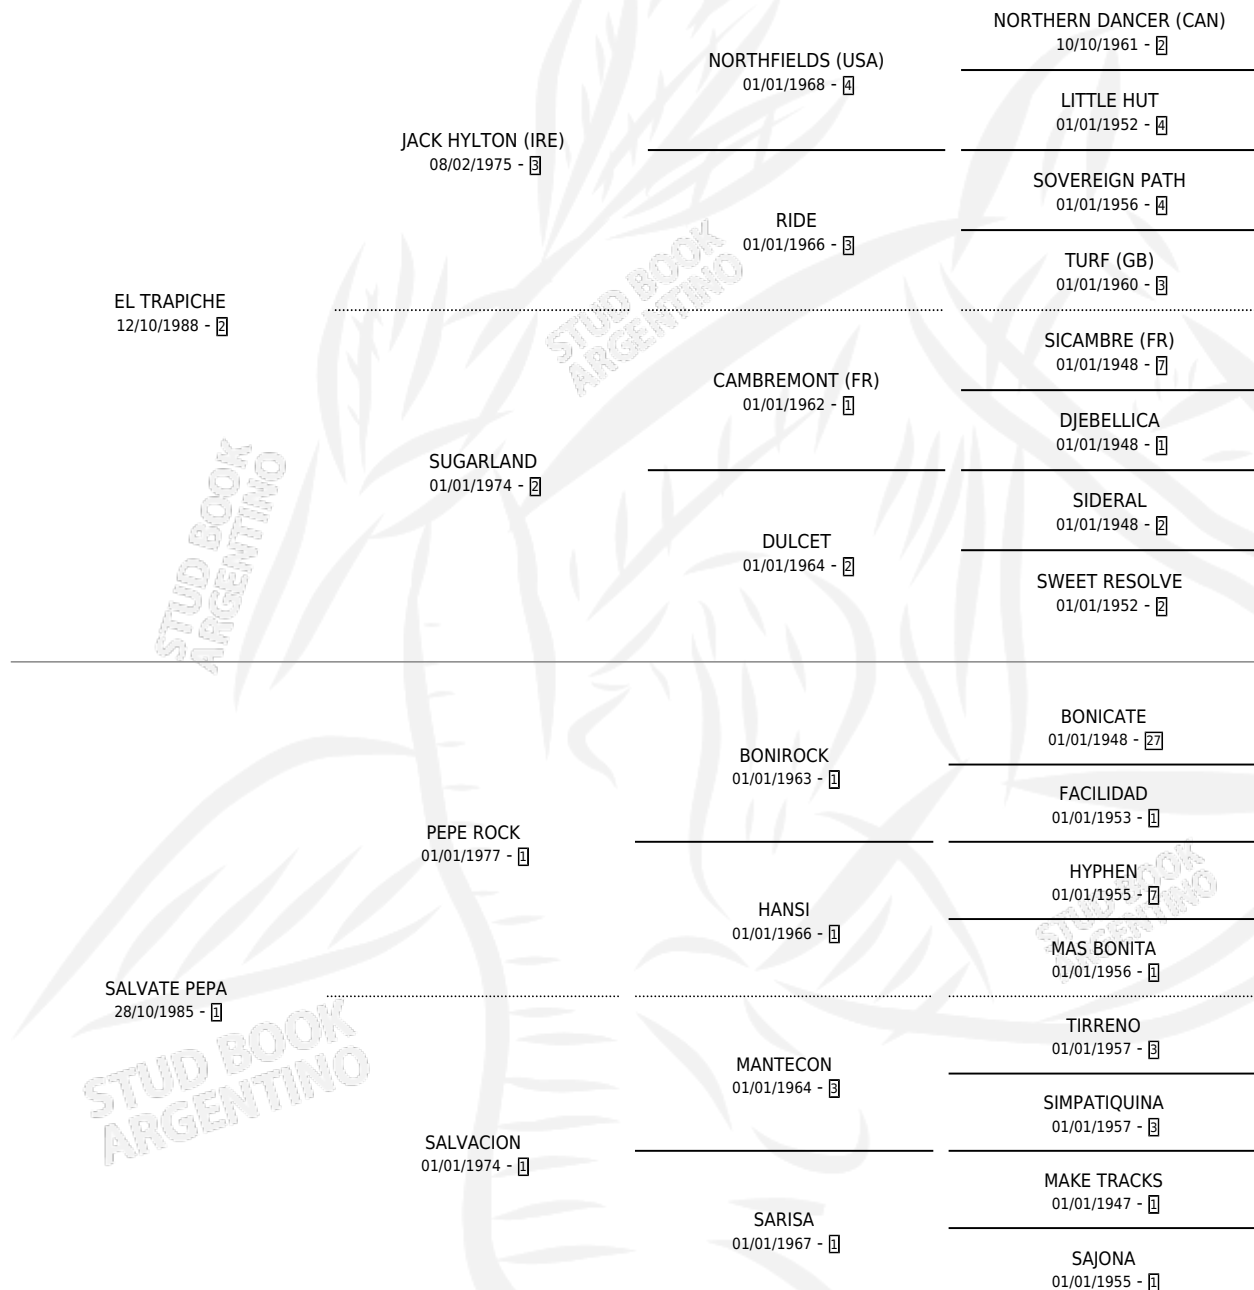 NORTHERN DANCER (CAN)
10/10/1961 - 2
NORTHFIELDS (USA)
01/01/1968 - 4
LITTLE HUT
01/01/1952 - 4
JACK HYLTON (IRE)
08/02/1975 - 3
SOVEREIGN PATH
01/01/1956 - 4
RIDE
01/01/1966 - 3
TURF (GB)
01/01/1960 - 3
EL TRAPICHE
12/10/1988 - 2
STUD BOOK
ARGENTINO
SICAMBRE (FR)
01/01/1948 - 7
CAMBREMONT (FR)
01/01/1962 - 1
DJEBELLICA
01/01/1948 - 1
SUGARLAND
01/01/1974 - 2
SIDERAL
01/01/1948 - 2
DULCET
01/01/1964 - 2
SWEET RESOLVE
01/01/1952 - 2
STUD BOOK
ARGENTINO
BONICATE
01/01/1948 - 27
BONIROCK
01/01/1963 - 1
FACILIDAD
01/01/1953 - 1
PEPE ROCK
01/01/1977 - 1
HYPHEN
01/01/1955 - 7
HANSI
01/01/1966 - 1
STUD BOOK
ARGENTINO
MAS BONITA
01/01/1956 - 1
SALVATE PEPA
28/10/1985 - 1
STUD BOOK
ARGENTINO
TIRRENO
01/01/1957 - 3
MANTECON
01/01/1964 - 3
SIMPATIQUINA
01/01/1957 - 3
SALVACION
01/01/1974 - 1
MAKE TRACKS
01/01/1947 - 1
SARISA
01/01/1967 - 1
SAJONA
01/01/1955 - 1